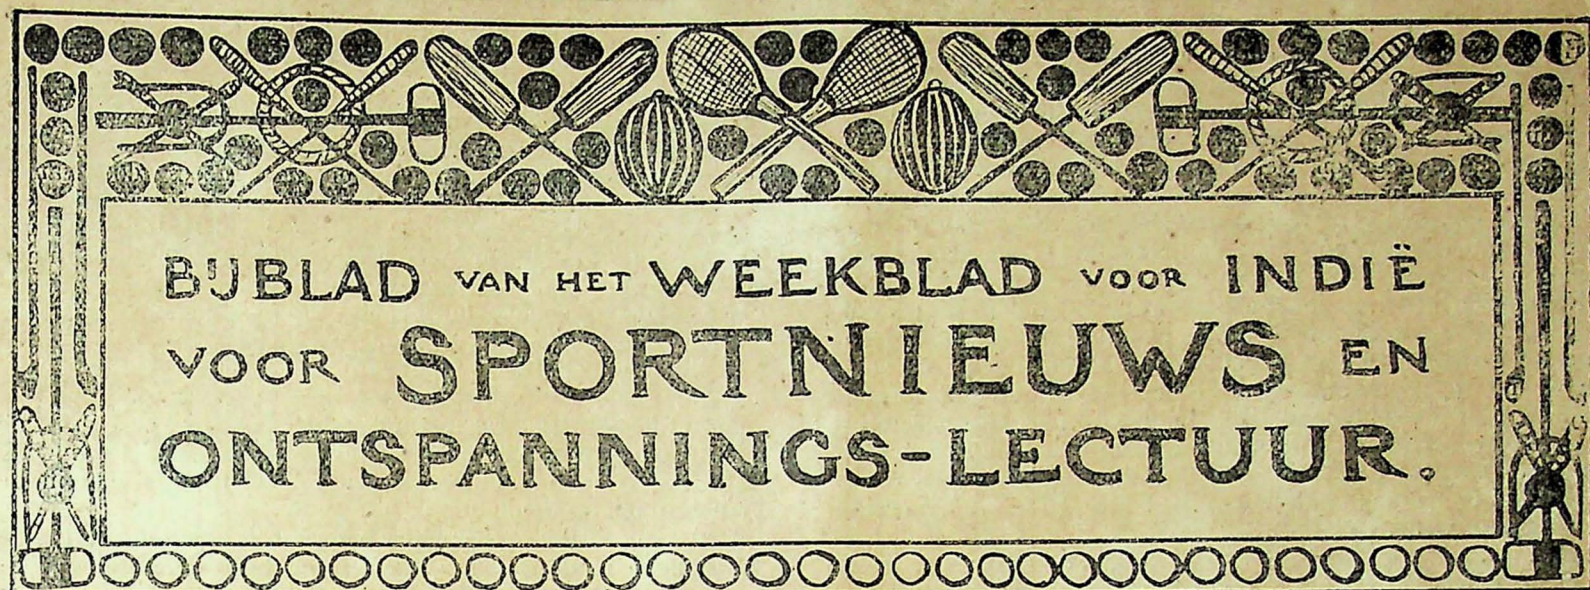 BIJBLAD VAN HET WEEKBLAD VOOR INDIË
VOOR SPORTNIEUWS EN
ONTSPANNINGS-LECTUUR.